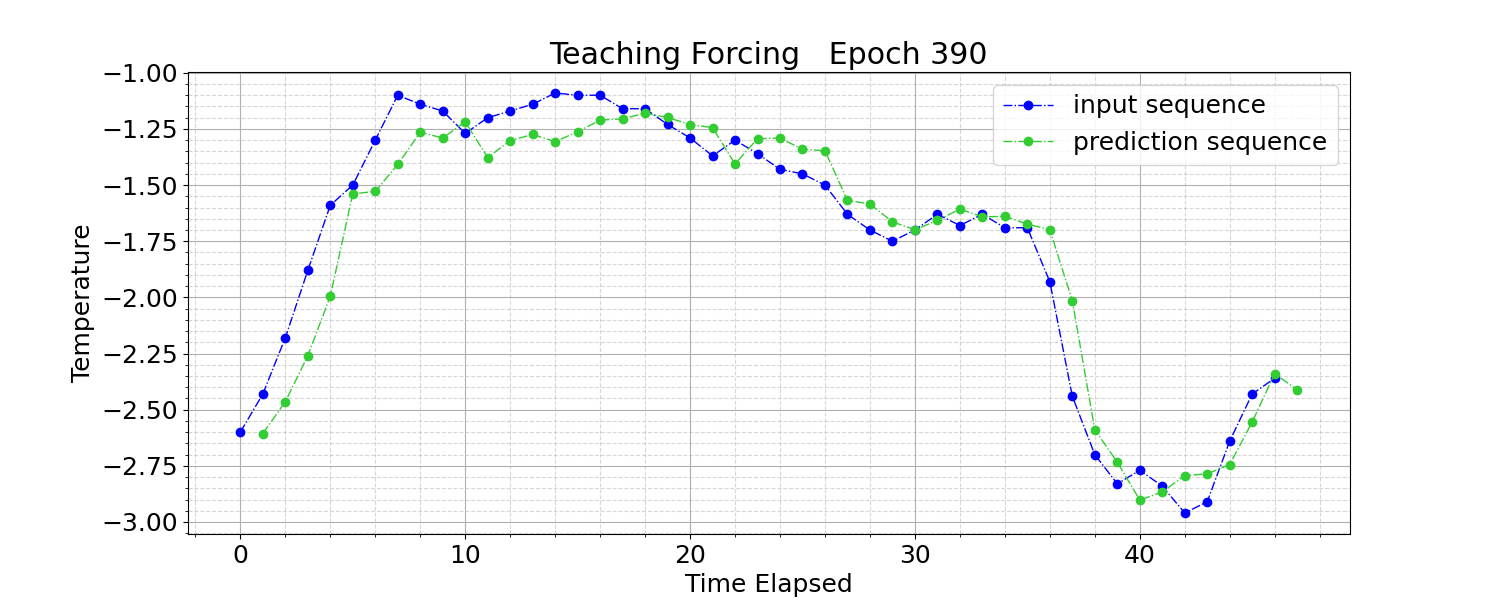 Teaching Forcing   Epoch 390
−1.00
−1.25
−1.50
−1.75
−2.00
−2.25
−2.50
−2.75
−3.00
Temperature
input sequence
prediction sequence
0 10 20 30 40
Time Elapsed